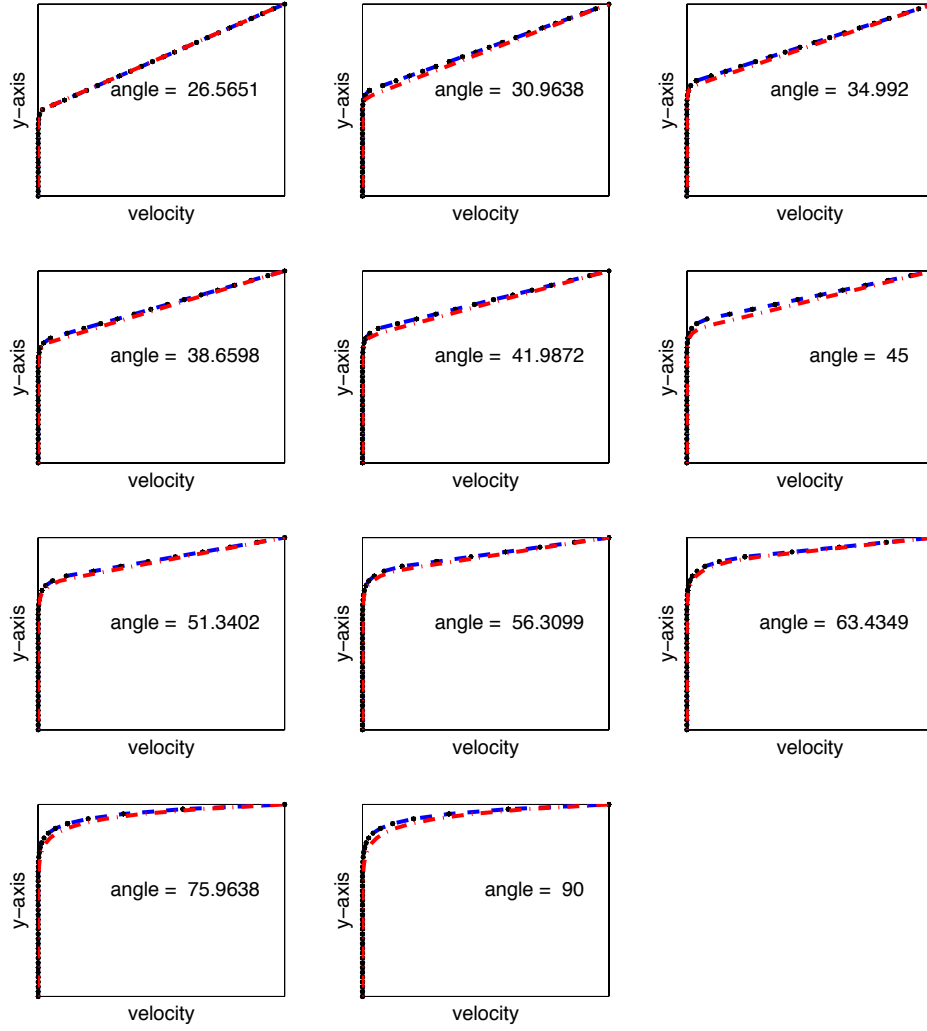 y-axis
angle = 26.5651
velocity
y-axis
angle = 30.9638
velocity
y-axis
angle = 34.992
velocity
y-axis
angle = 38.6598
velocity
y-axis
angle = 41.9872
velocity
y-axis
angle = 45
velocity
y-axis
angle = 51.3402
velocity
y-axis
angle = 56.3099
velocity
y-axis
angle = 63.4349
velocity
y-axis
angle = 75.9638
velocity
y-axis
angle = 90
velocity